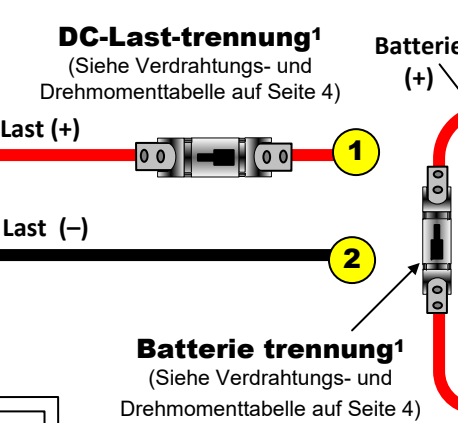 DC-Last-trennung¹
(Siehe Verdrahtungs- und
Drehmomenttabelle auf Seite 4)
Batterie
(+)
Last (+)
1
Last (–)
2
Batterie trennung¹
(Siehe Verdrahtungs- und
Drehmomenttabelle auf Seite 4)